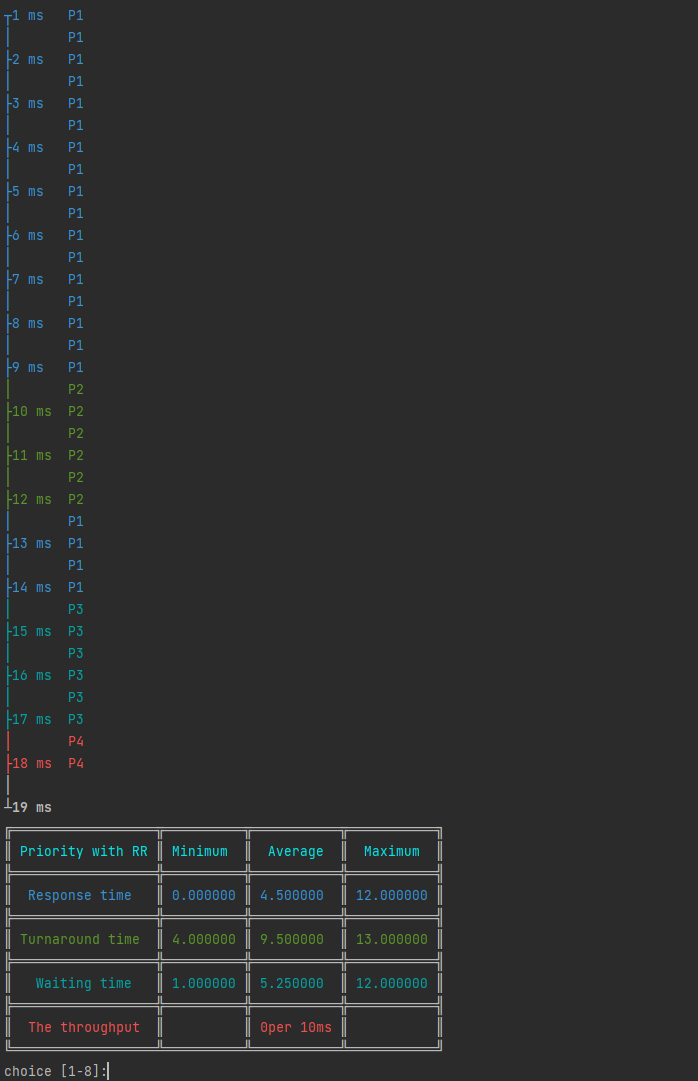 1 ms P1
P1
2 ms P1
P1
3 ms P1
P1
4 ms P1
P1
5 ms P1
P1
6 ms P1
P1
7 ms P1
P1
8 ms P1
P1
9 ms P1
P2
10 ms P2
P2
11 ms P2
P2
12 ms P2
P1
13 ms P1
P1
14 ms P1
P3
15 ms P3
P3
16 ms P3
P3
17 ms P3
P4
18 ms P4
19 ms
Priority with RR Minimum Average Maximum
Response time 0.000000 4.500000 12.000000
Turnaround time 4.000000 9.500000 13.000000
Waiting time 1.000000 5.250000 12.000000
The throughput 0per 10ms
choice [1-8]: